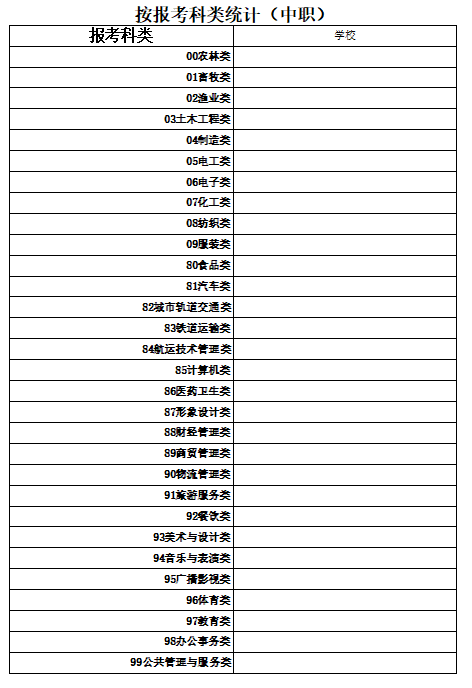 按报考科类统计（中职）
报考科类 学校
00农林类
01畜牧类
02渔业类
03土木工程类
04制造类
05电工类
06电子类
07化工类
08纺织类
09服装类
80食品类
81汽车类
82城市轨道交通类
83铁道运输类
84航运技术管理类
85计算机类
86医药卫生类
87形象设计类
88财经管理类
89商贸管理类
90物流管理类
91旅游服务类
92餐饮类
93美术与设计类
94音乐与表演类
95广播影视类
96体育类
97教育类
98办公事务类
99公共管理与服务类